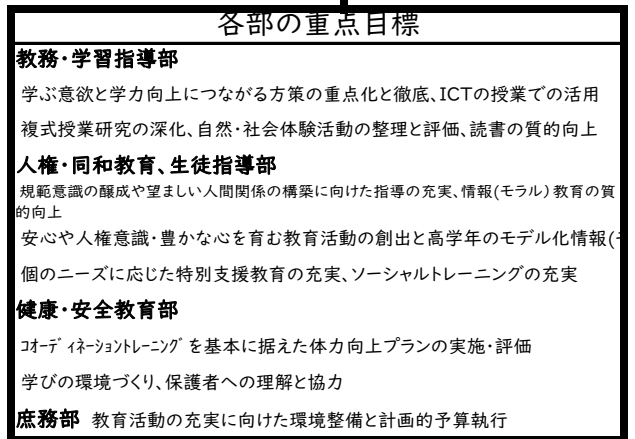 各部の重点目標
教務・学習指導部
学ぶ意欲と学力向上につながる方策の重点化と徹底、ICTの授業での活用
複式授業研究の深化、自然・社会体験活動の整理と評価、読書の質的向上
人権・同和教育、生徒指導部
規範意識の醸成や望ましい人間関係の構築に向けた指導の充実、情報(モラル)教育の質
的向上
安心や人権意識・豊かな心を育む教育活動の創出と高学年のモデル化情報(
個のニーズに応じた特別支援教育の充実、ソーシャルトレーニングの充実
健康・安全教育部
ｺｵｰﾃﾞｨﾈｰｼｮﾝﾄﾚｰﾆﾝｸﾞを基本に据えた体力向上プランの実施・評価
学びの環境づくり、保護者への理解と協力
庶務部 教育活動の充実に向けた環境整備と計画的予算執行